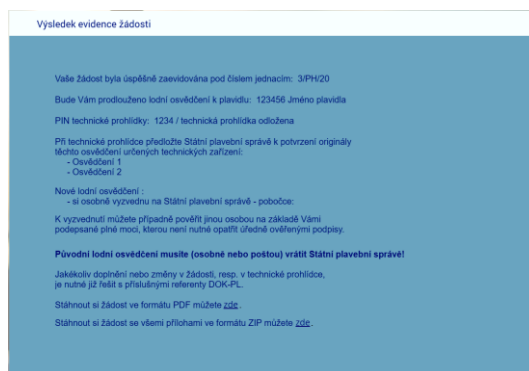 Výsledek evidence žádosti
Vaše žádost byla úspěšně zaevidována pod číslem jednacím: 3/PH/20
Bude Vám prodlouženo lodní osvědčení k plavidlu: 123456 Jméno plavidla
PIN technické prohlídky: 1234 / technická prohlídka odložena
Při technické prohlídce předložte Státní plavební správě k potvrzení originály
těchto osvědčení určených technických zařízení:
- Osvědčení 1
- Osvědčení 2
Nové lodní osvědčení :
- si osobně vyzvednu na Státní plavební správě - pobočce:
K vyzvednutí můžete případně pověřit jinou osobou na základě Vámi
podepsané plné moci, kterou není nutné opatřit úředně ověřenými podpisy.
Původní lodní osvědčení musíte (osobně nebo poštou) vrátit Státní plavební správě!
Jakékoliv doplnění nebo změny v žádosti, resp. v technické prohlídce,
je nutné již řešit s příslušnými referenty DOK-PL.
Stáhnout si žádost ve formátu PDF můžete zde.
Stáhnout si žádost se všemi přílohami ve formátu ZIP můžete zde.